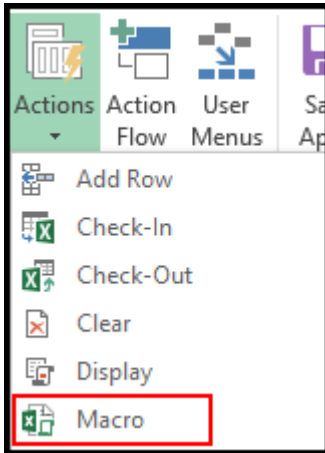 Actions Action User
Flow Menus
Add Row
Check-In
Check-Out
Clear
Display
Macro